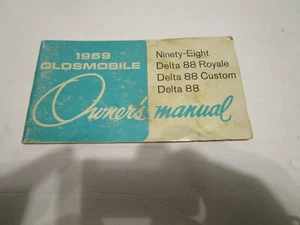 1969
OLDSMOBILE
Ninety-Eight
Delta 88 Royale
Delta 88 Custom
Delta 88
Owner's manual